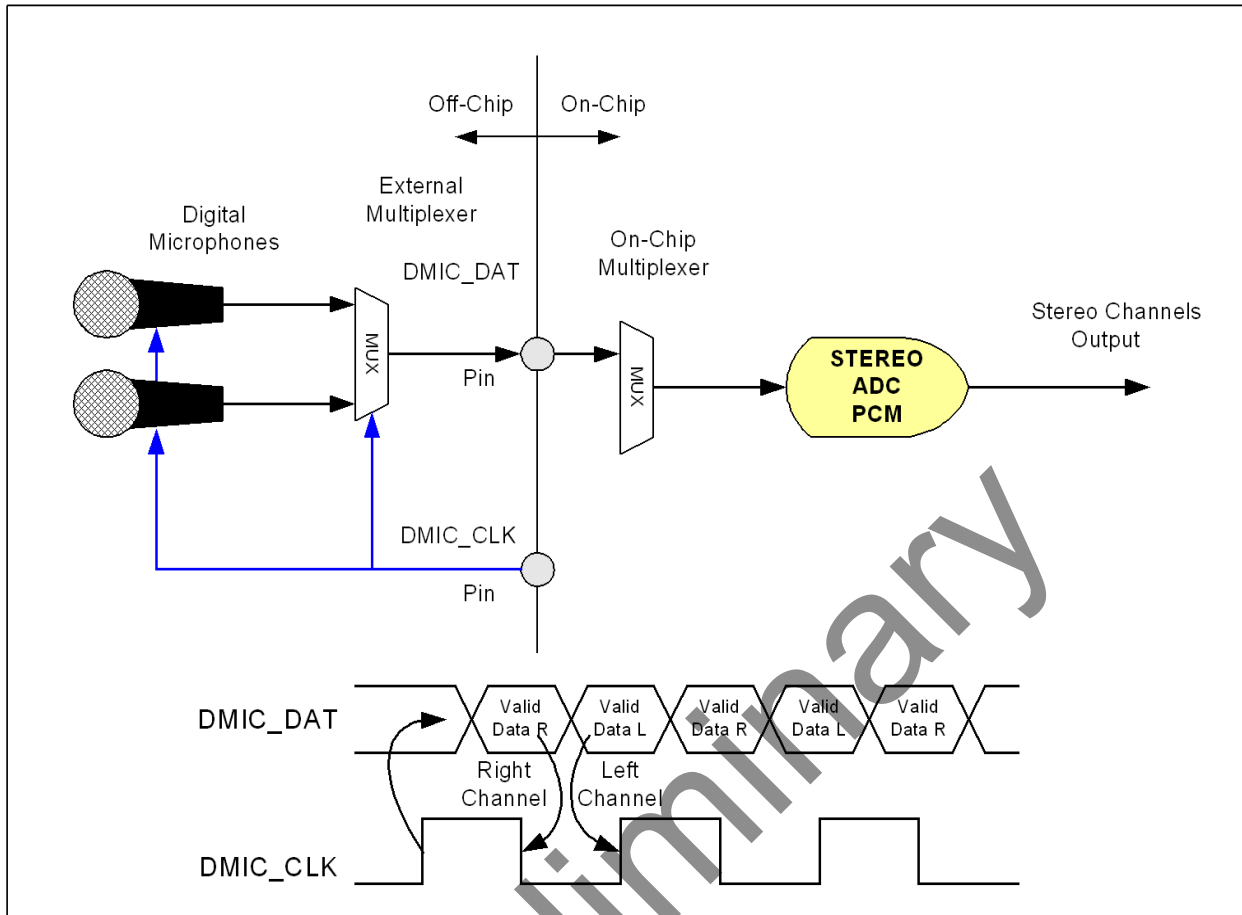 Off-Chip
On-Chip
External
Multiplexer
Digital
Microphones
DMIC_DAT
On-Chip
Multiplexer
MUX
Pin
MUX
STEREO
ADC
PCM
Stereo Channels
Output
DMIC_CLK
Pin
DMIC_DAT
Valid
Data R
Valid
Data L
Valid
Data R
Valid
Data L
Valid
Data R
Right
Channel
Left
Channel
DMIC_CLK
liminary